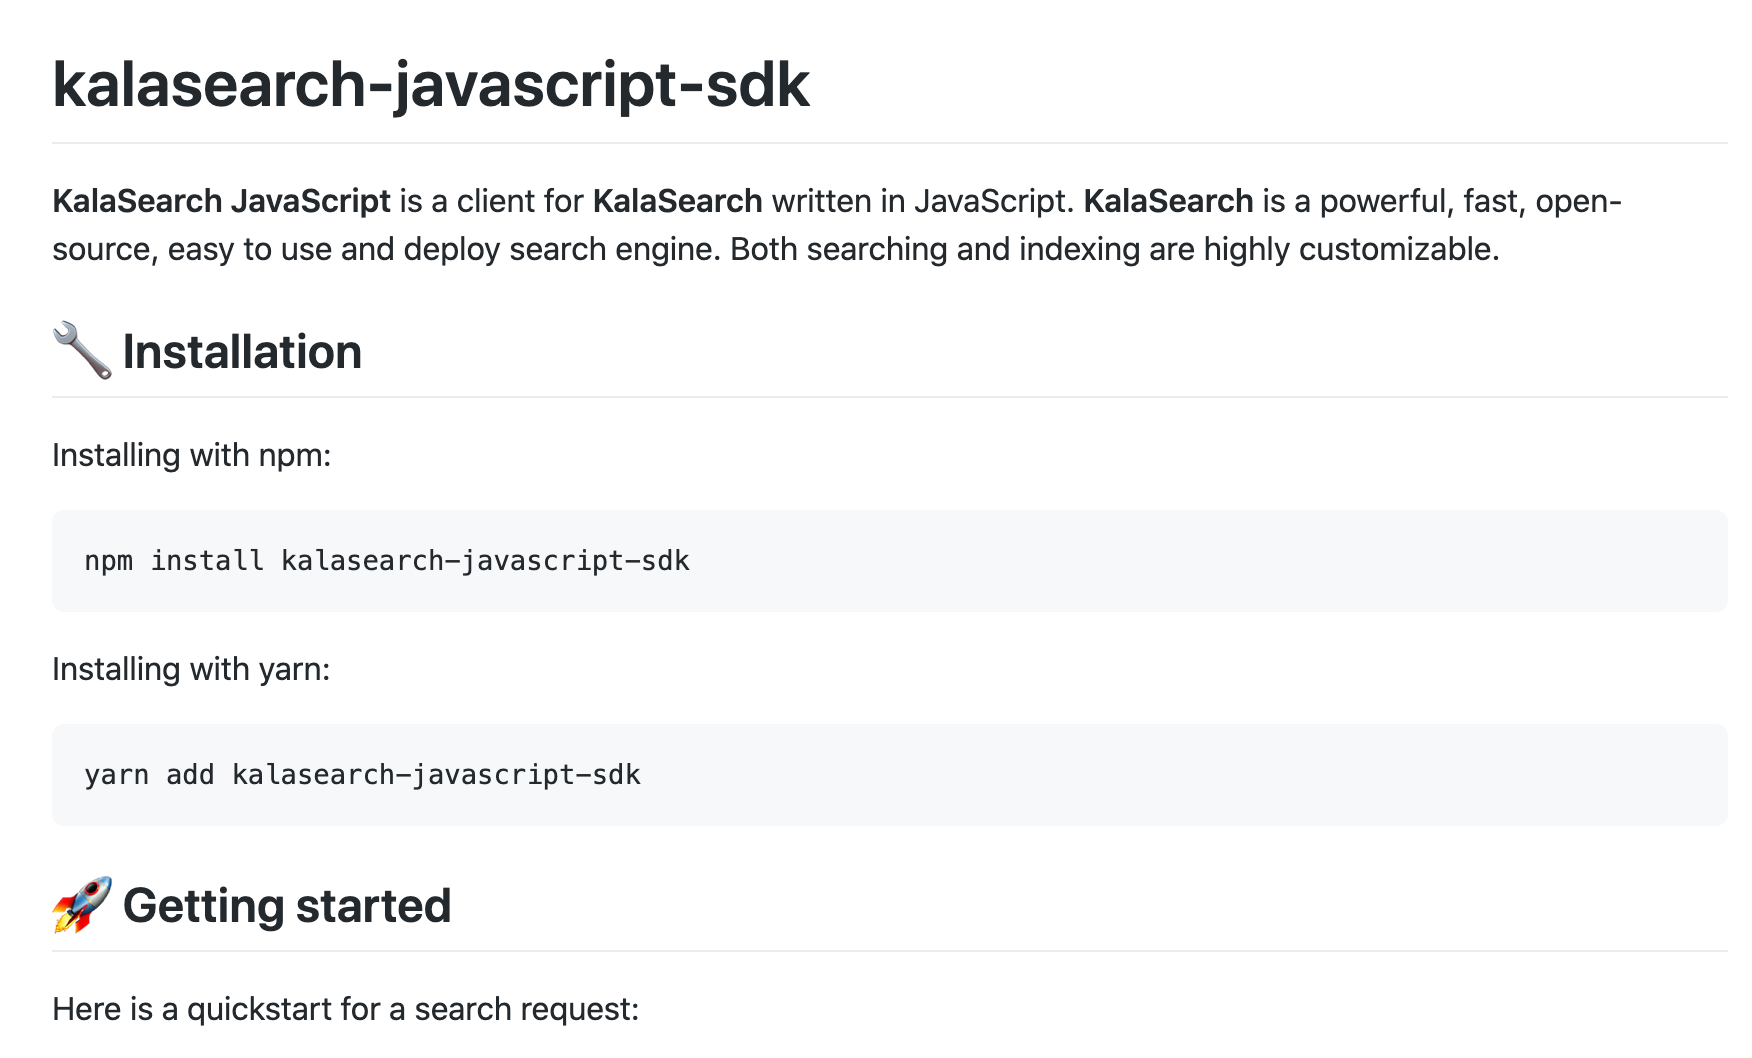 kalasearch-javascript-sdk
KalaSearch JavaScript is a client for KalaSearch written in JavaScript. KalaSearch is a powerful, fast, open-
source, easy to use and deploy search engine. Both searching and indexing are highly customizable.
🔧 Installation
Installing with npm:
npm install kalasearch-javascript-sdk
Installing with yarn:
yarn add kalasearch-javascript-sdk
🚀 Getting started
Here is a quickstart for a search request: